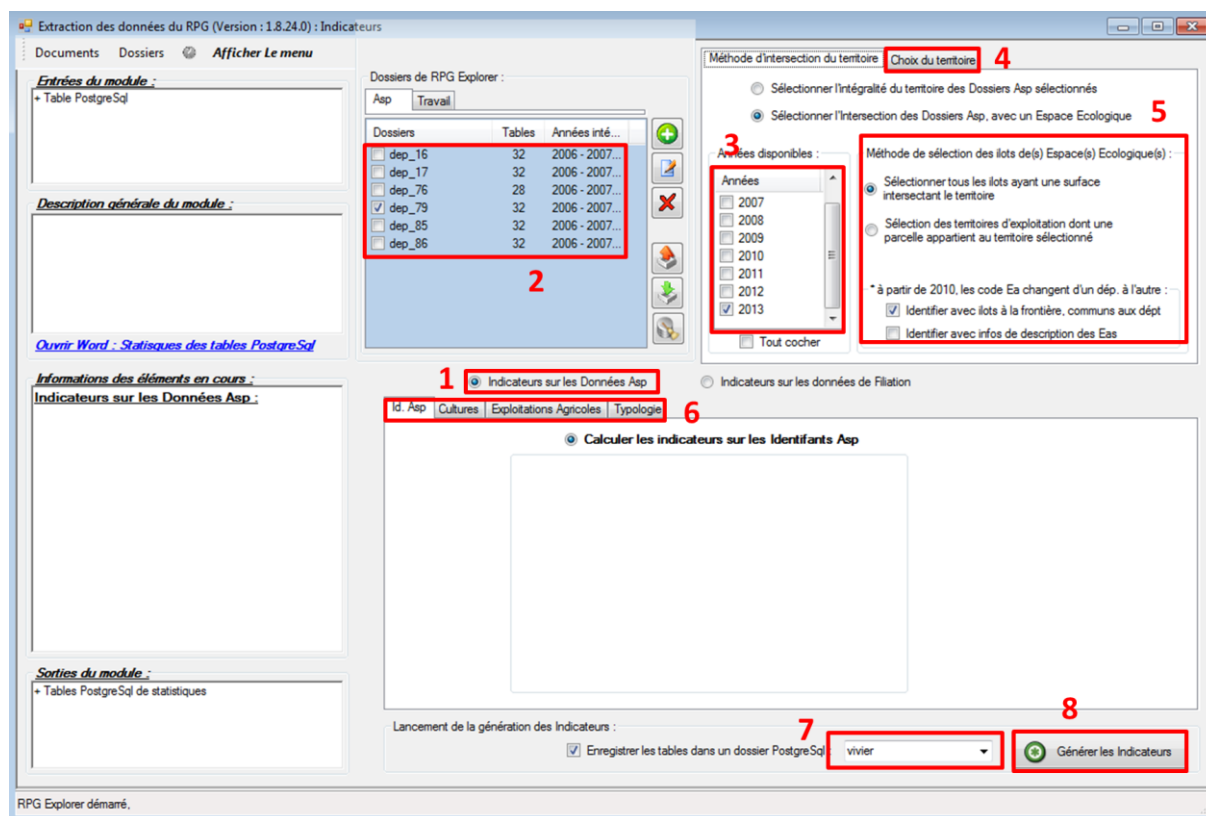 Extraction des données du RPG (Version : 1.8.24.0) : Indicateurs
Documents Dossiers Afficher Le menu
Entrées du module :
+ Table PostgreSql
Description générale du module :
Ouvrir Word : Statisques des tables PostgreSql
Informations des éléments en cours :
Indicateurs sur les Données Asp :
Sorties du module :
+ Tables PostgreSql de statistiques
Dossiers de RPG Explorer :
Asp Travail
Dossiers Tables Années inté...
dep_16 32 2006 - 2007...
dep_17 32 2006 - 2007...
dep_76 28 2006 - 2007...
dep_79 32 2006 - 2007...
dep_85 32 2006 - 2007...
dep_86 32 2006 - 2007...
2
Méthode d'intersection du territoire Choix du territoire 4
Sélectionner l'intégralité du territoire des Dossiers Asp sélectionnés
Sélectionner l'Intersection des Dossiers Asp, avec un Espace Ecologique 5
3
Années disponibles :
Années
2007
2008
2009
2010
2011
2012
2013
Tout cocher
Méthode de sélection des ilots de(s) Espace(s) Ecologique(s) :
Sélectionner tous les ilots ayant une surface
intersectant le territoire
Sélection des territoires d'exploitation dont une
parcelle appartient au territoire sélectionné
* à partir de 2010, les code Ea changent d'un dép. à l'autre :
Identifier avec ilots à la frontière, communs aux dépt
Identifier avec infos de description des Eas
1 Indicateurs sur les Données Asp Indicateurs sur les données de Filiation
Id. Asp Cultures Exploitations Agricoles Typologie 6
Calculer les indicateurs sur les Identifants Asp
Lancement de la génération des Indicateurs :
7
8
Enregistrer les tables dans un dossier PostgreSql : vivier
Générer les Indicateurs
RPG Explorer démarré,